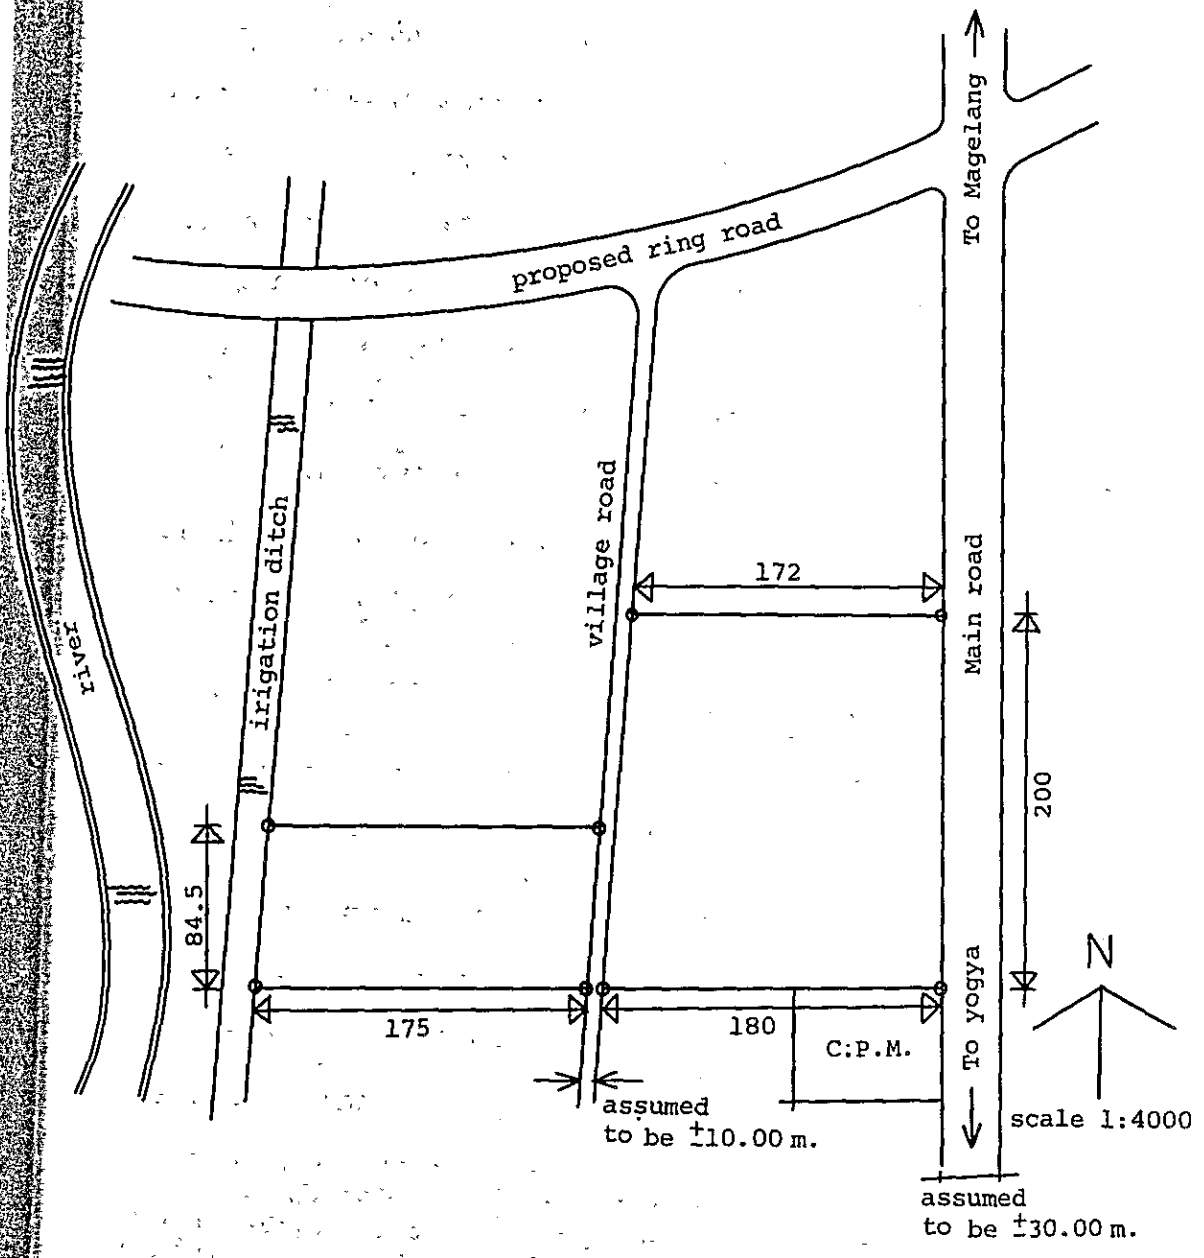 To Magelang
proposed ring road
irigation ditch
village road
172
Main road
river
200
84.5
175
180
C:P.M.
To yogya
N
assumed
to be ±10.00 m.
scale 1:4000
assumed
to be ±30.00 m.